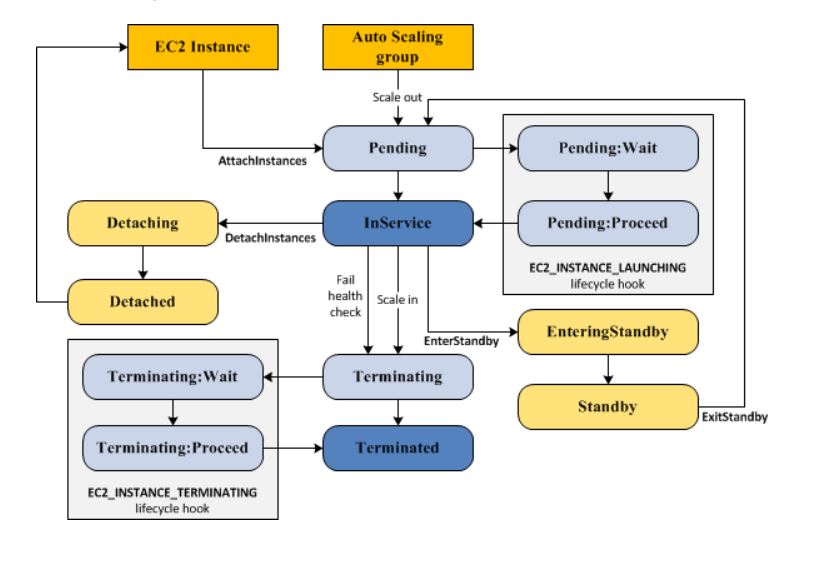 EC2 Instance
Auto Scaling
group
Scale out
Pending
Pending:Wait
AttachInstances
Detaching
InService
Pending:Proceed
DetachInstances
EC2_INSTANCE_LAUNCHING
lifecycle hook
Detached
Fail
health
check
Scale in
EnterStandby
EnteringStandby
Terminating:Wait
Terminating
Standby
ExitStandby
Terminating:Proceed
Terminated
EC2_INSTANCE_TERMINATING
lifecycle hook